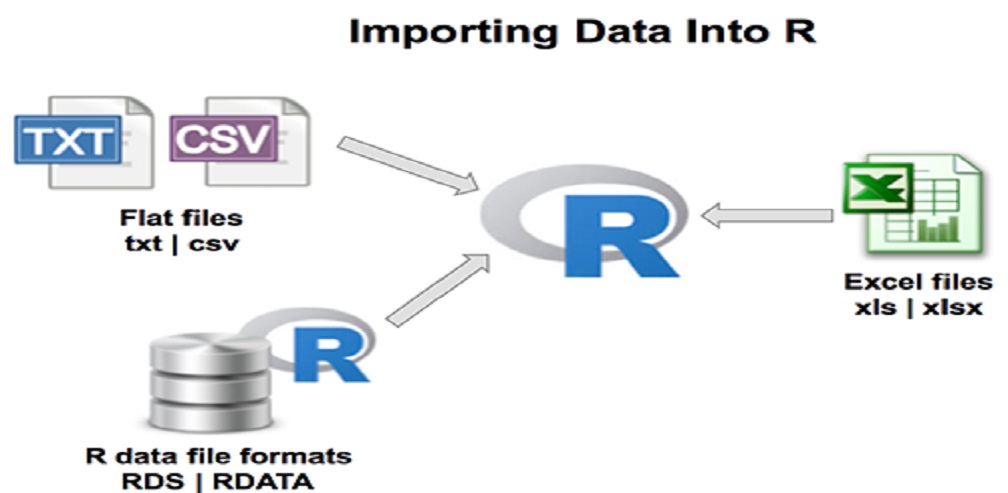 Importing Data Into R
TXT
CSV
Flat files
txt | csv
R
X
Excel files
xls | xlsx
R
R data file formats
RDS | RDATA